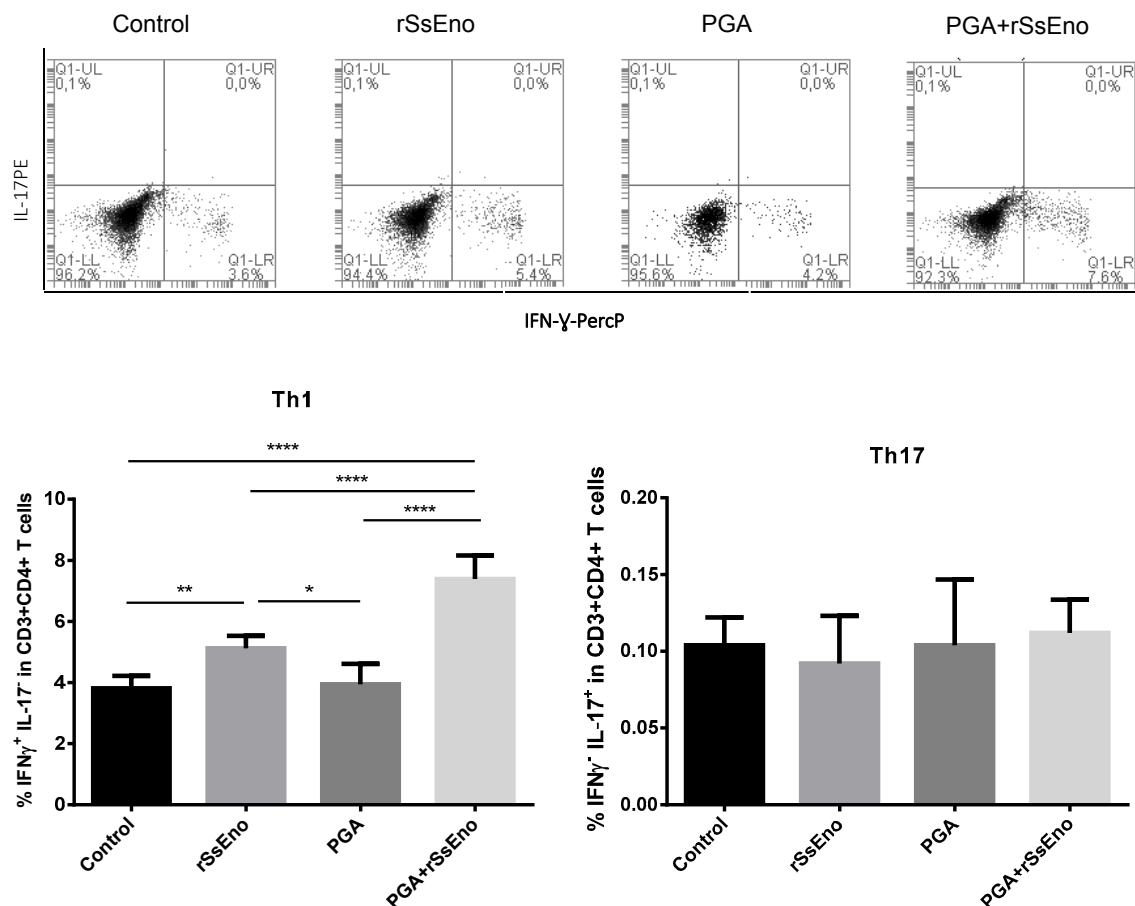 Control rSsEno PGA PGA+rSsEno
Q1-UL Q1-UR Q1-UL Q1-UR Q1-UL Q1-UR Q1-UL Q1-UR
0,1% 0,0% 0,1% 0,0% 0,1% 0,0% 0,1% 0,0%
IL-17PE
Q1-LL Q1-LR Q1-LL Q1-LR Q1-LL Q1-LR Q1-LL Q1-LR
96.2% 3.6% 94.4% 5.4% 95.6% 4.2% 92.3% 7.6%
IFN-Ɣ-PercP
Th1
****
****
****
**
*
% IFNγ⁺ IL-17⁻ in CD3+CD4+ T cells
10
8
6
4
2
0
Control rSsEno PGA PGA+rSsEno
Th17
% IFNγ⁻ IL-17⁺ in CD3+CD4+ T cells
0.20
0.15
0.10
0.05
0.00
Control rSsEno PGA PGA+rSsEno